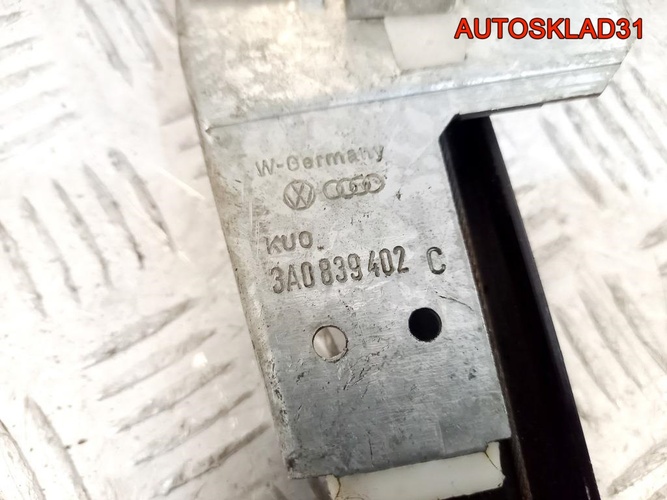 AUTOSKLAD31
W-Germany
KUO.
3A0 839 402 C